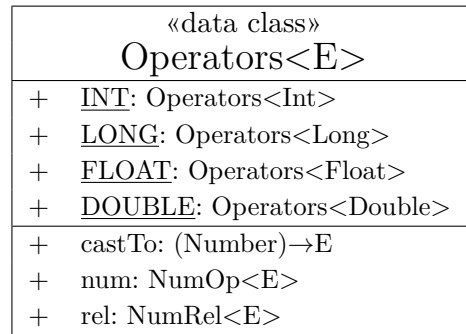 «data class»
Operators<E>
+ INT: Operators<Int>
+ LONG: Operators<Long>
+ FLOAT: Operators<Float>
+ DOUBLE: Operators<Double>
+ castTo: (Number)→E
+ num: NumOp<E>
+ rel: NumRel<E>